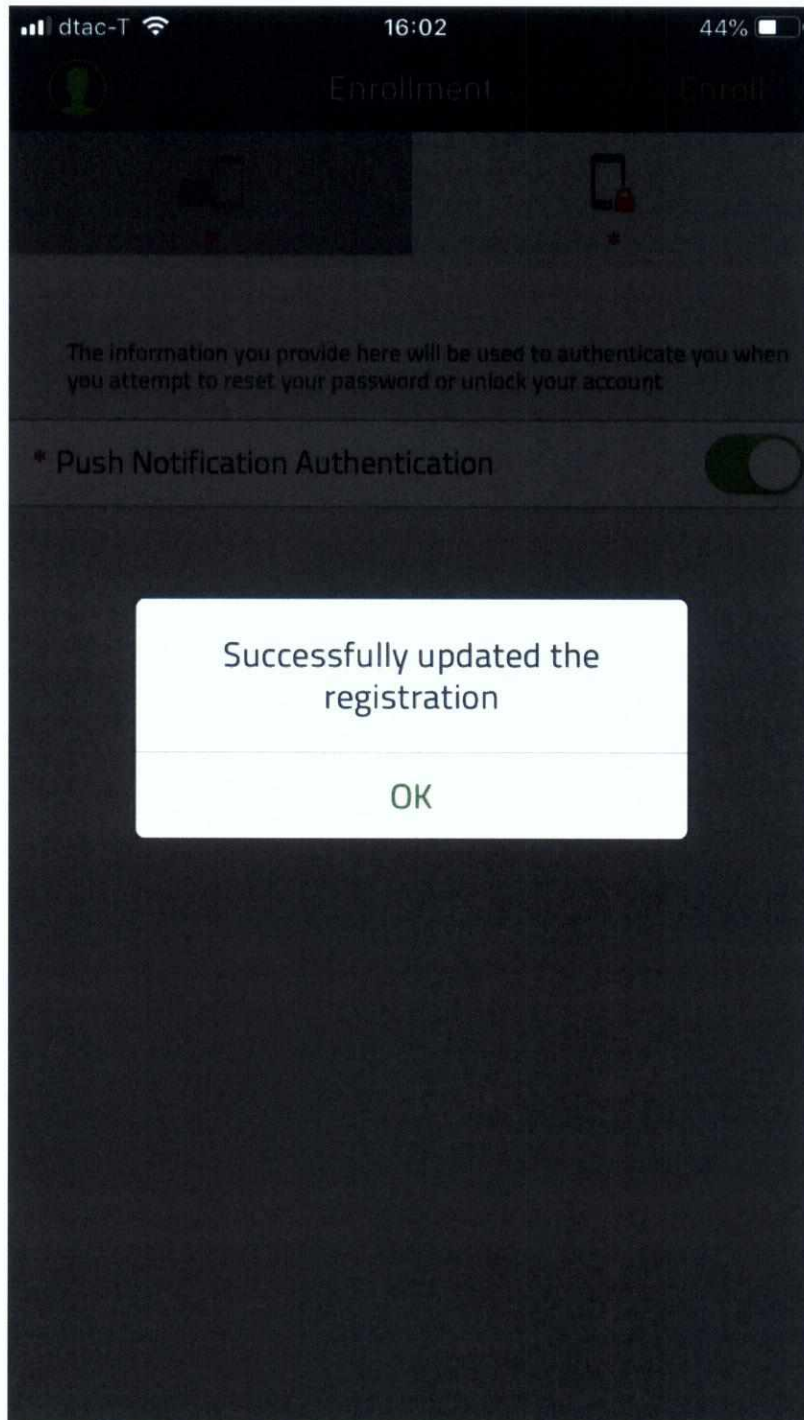 dtac-T 16:02 44%
Enrollment Enroll
*
*
The information you provide here will be used to authenticate you when
you attempt to reset your password or unlock your account
* Push Notification Authentication
Successfully updated the
registration
OK